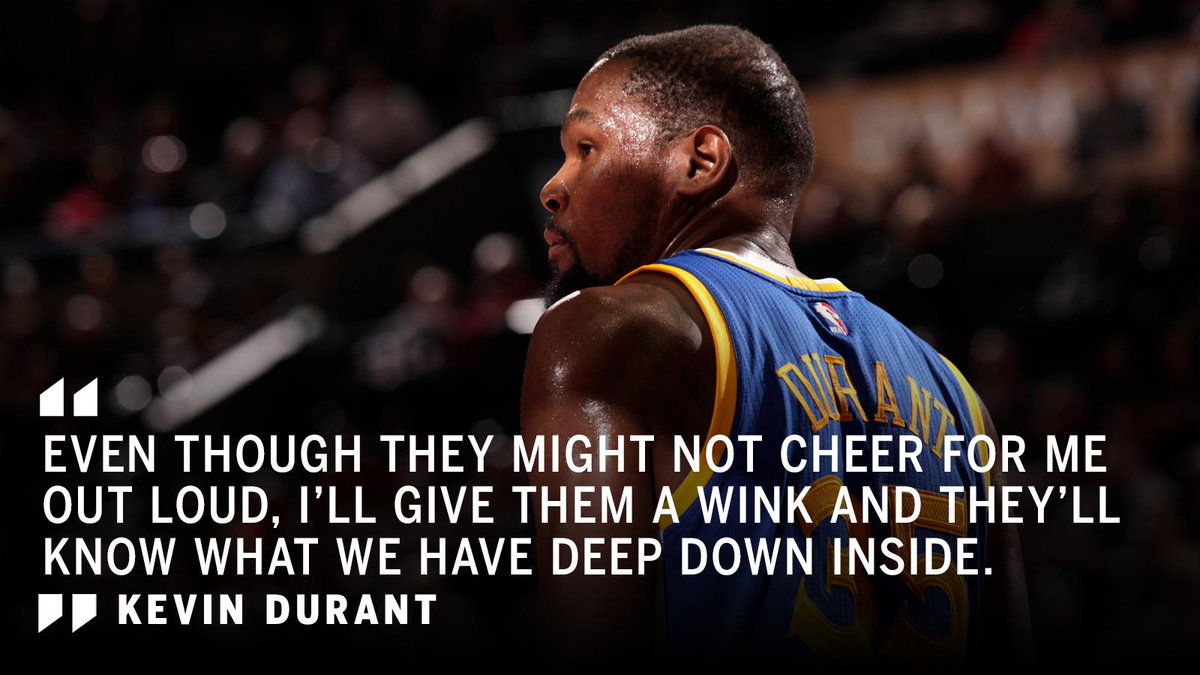 DURANT
35
EVEN THOUGH THEY MIGHT NOT CHEER FOR ME
OUT LOUD, I’LL GIVE THEM A WINK AND THEY’LL
KNOW WHAT WE HAVE DEEP DOWN INSIDE.
KEVIN DURANT